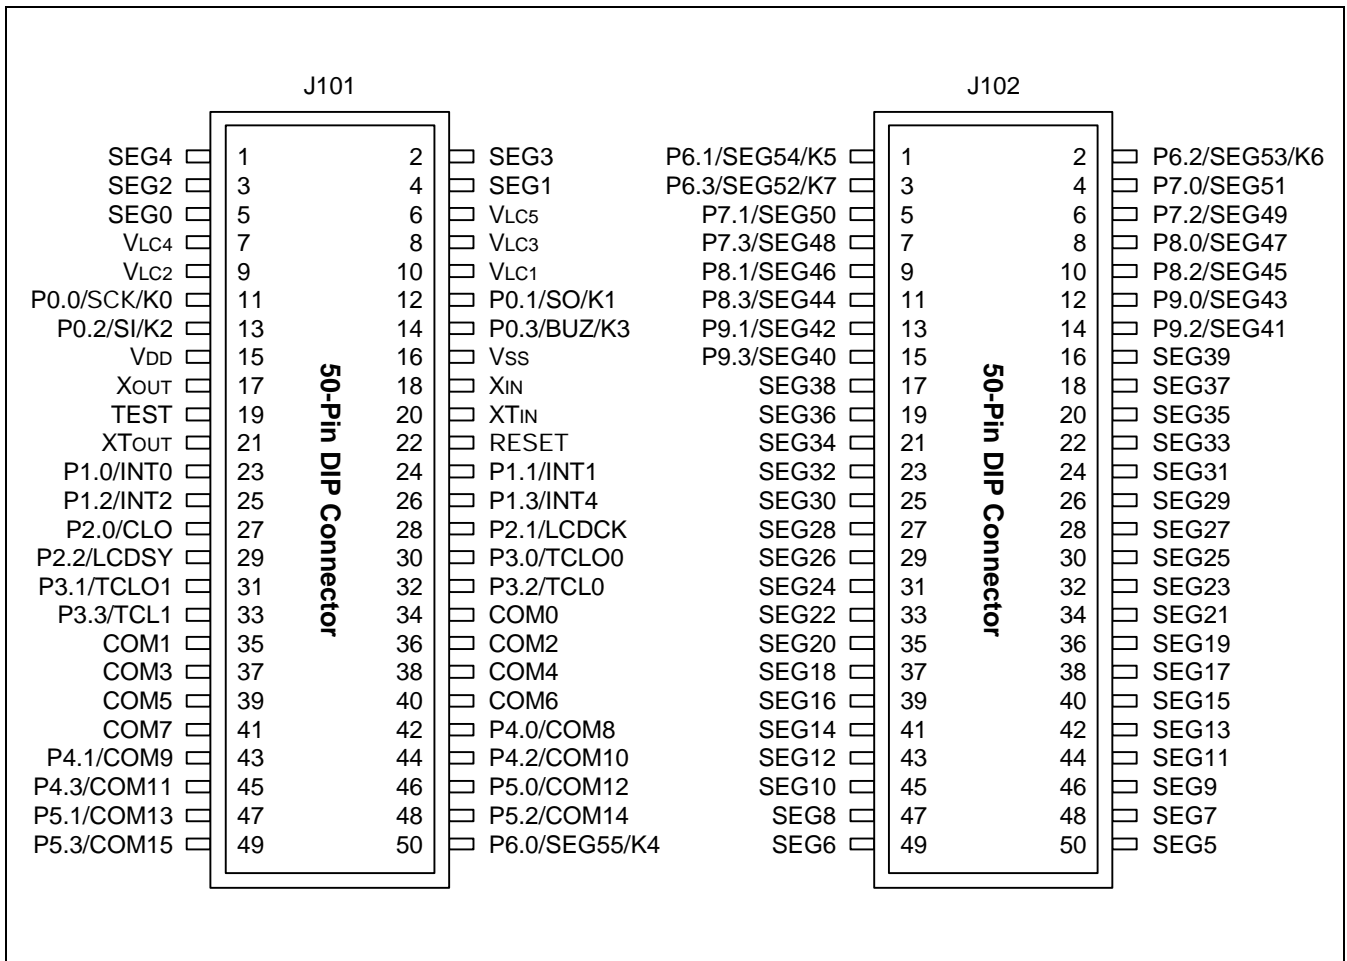 J101 J102
SEG4 1 2 SEG3 P6.1/SEG54/K5 1 2 P6.2/SEG53/K6
SEG2 3 4 SEG1 P6.3/SEG52/K7 3 4 P7.0/SEG51
SEG0 5 6 VLC5 P7.1/SEG50 5 6 P7.2/SEG49
VLC4 7 8 VLC3 P7.3/SEG48 7 8 P8.0/SEG47
VLC2 9 10 VLC1 P8.1/SEG46 9 10 P8.2/SEG45
P0.0/SCK/K0 11 12 P0.1/SO/K1 P8.3/SEG44 11 12 P9.0/SEG43
P0.2/SI/K2 13 14 P0.3/BUZ/K3 P9.1/SEG42 13 14 P9.2/SEG41
VDD 15 16 VSS P9.3/SEG40 15 16 SEG39
XOUT 17 18 XIN SEG38 17 18 SEG37
TEST 19 20 XTIN SEG36 19 20 SEG35
XTOUT 21 22 RESET SEG34 21 22 SEG33
P1.0/INT0 23 24 P1.1/INT1 SEG32 23 24 SEG31
P1.2/INT2 25 26 P1.3/INT4 SEG30 25 26 SEG29
P2.0/CLO 27 28 P2.1/LCDCK SEG28 27 28 SEG27
P2.2/LCDSY 29 30 P3.0/TCLO0 SEG26 29 30 SEG25
P3.1/TCLO1 31 32 P3.2/TCL0 SEG24 31 32 SEG23
P3.3/TCL1 33 34 COM0 SEG22 33 34 SEG21
COM1 35 36 COM2 SEG20 35 36 SEG19
COM3 37 38 COM4 SEG18 37 38 SEG17
COM5 39 40 COM6 SEG16 39 40 SEG15
COM7 41 42 P4.0/COM8 SEG14 41 42 SEG13
P4.1/COM9 43 44 P4.2/COM10 SEG12 43 44 SEG11
P4.3/COM11 45 46 P5.0/COM12 SEG10 45 46 SEG9
P5.1/COM13 47 48 P5.2/COM14 SEG8 47 48 SEG7
P5.3/COM15 49 50 P6.0/SEG55/K4 SEG6 49 50 SEG5
50-Pin DIP Connector
50-Pin DIP Connector